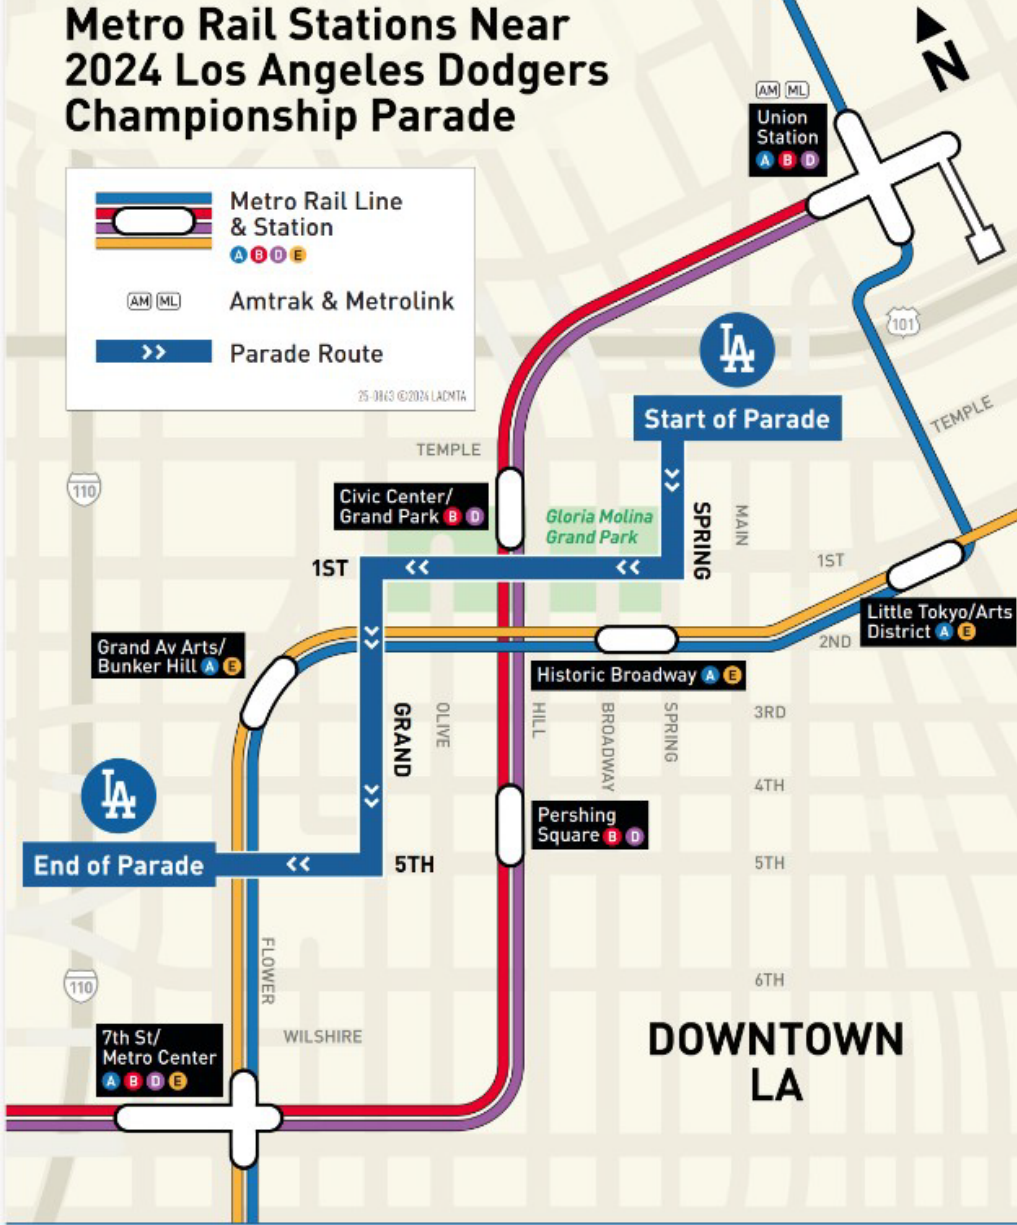 Metro Rail Stations Near
2024 Los Angeles Dodgers
Championship Parade
N
AM ML
Union
Station
A B D
Metro Rail Line
& Station
A B D E
AM ML
Amtrak & Metrolink
>>
Parade Route
25-0863 ©2024 LACMTA
101
LA
Start of Parade
TEMPLE
TEMPLE
110
Civic Center/
Grand Park B D
Gloria Molina
Grand Park
SPRING
MAIN
1ST
1ST
Little Tokyo/Arts
District A E
2ND
Grand Av Arts/
Bunker Hill A E
Historic Broadway A E
GRAND
OLIVE
HILL
BROADWAY
SPRING
3RD
4TH
LA
Pershing
Square B D
End of Parade
5TH
5TH
FLOWER
110
6TH
WILSHIRE
7th St/
Metro Center
A B D E
DOWNTOWN
LA